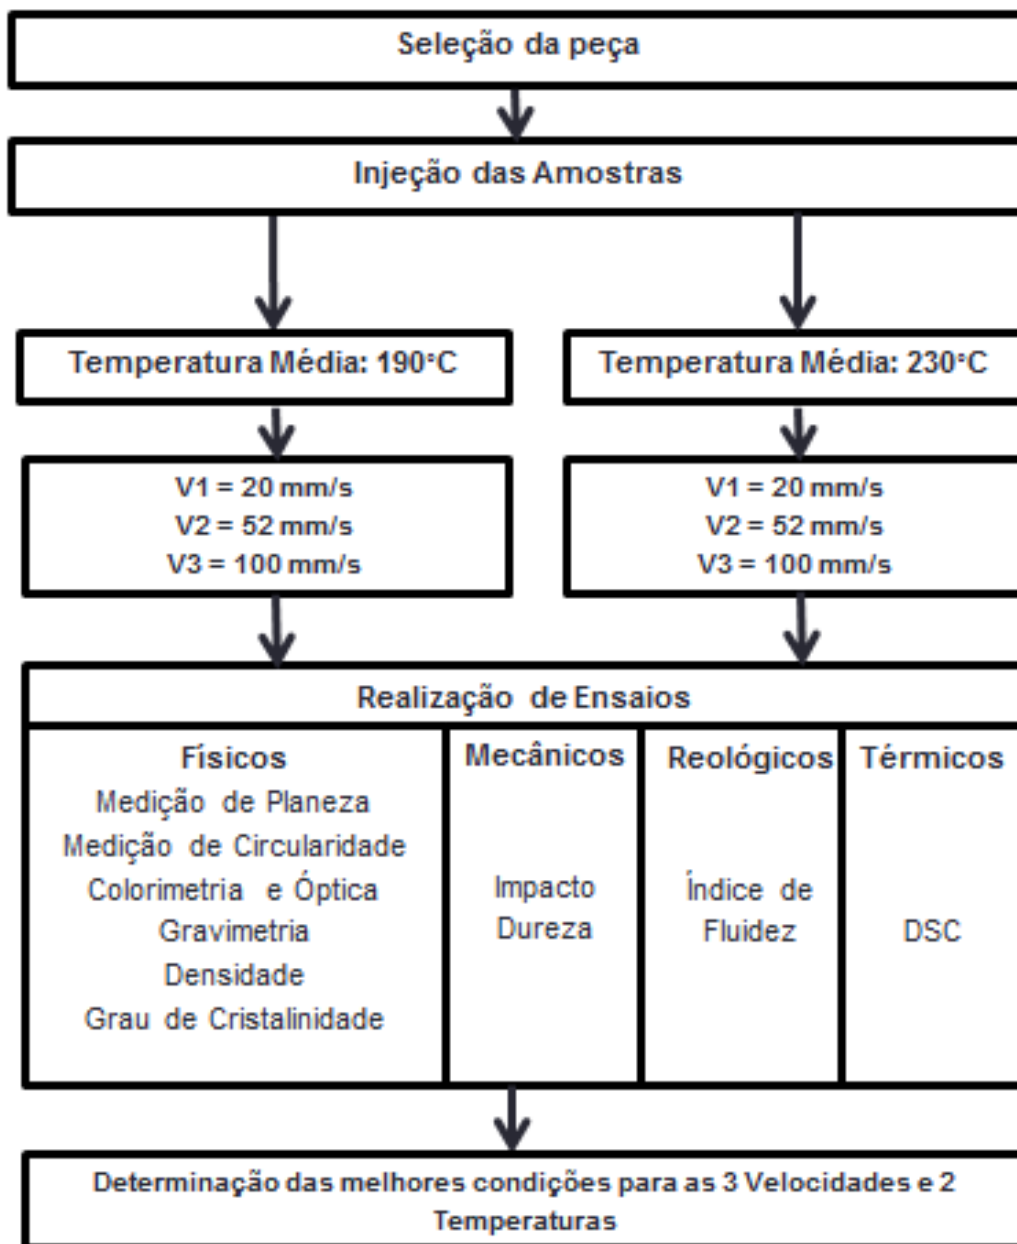 Seleção da peça
Injeção das Amostras
Temperatura Média: 190°C
Temperatura Média: 230°C
V1 = 20 mm/s
V2 = 52 mm/s
V3 = 100 mm/s
V1 = 20 mm/s
V2 = 52 mm/s
V3 = 100 mm/s
Realização de Ensaios
Físicos
Medição de Planeza
Medição de Circularidade
Colorimetria e Óptica
Gravimetria
Densidade
Grau de Cristalinidade
Mecânicos
Impacto
Dureza
Reológicos
Índice de
Fluidez
Térmicos
DSC
Determinação das melhores condições para as 3 Velocidades e 2
Temperaturas